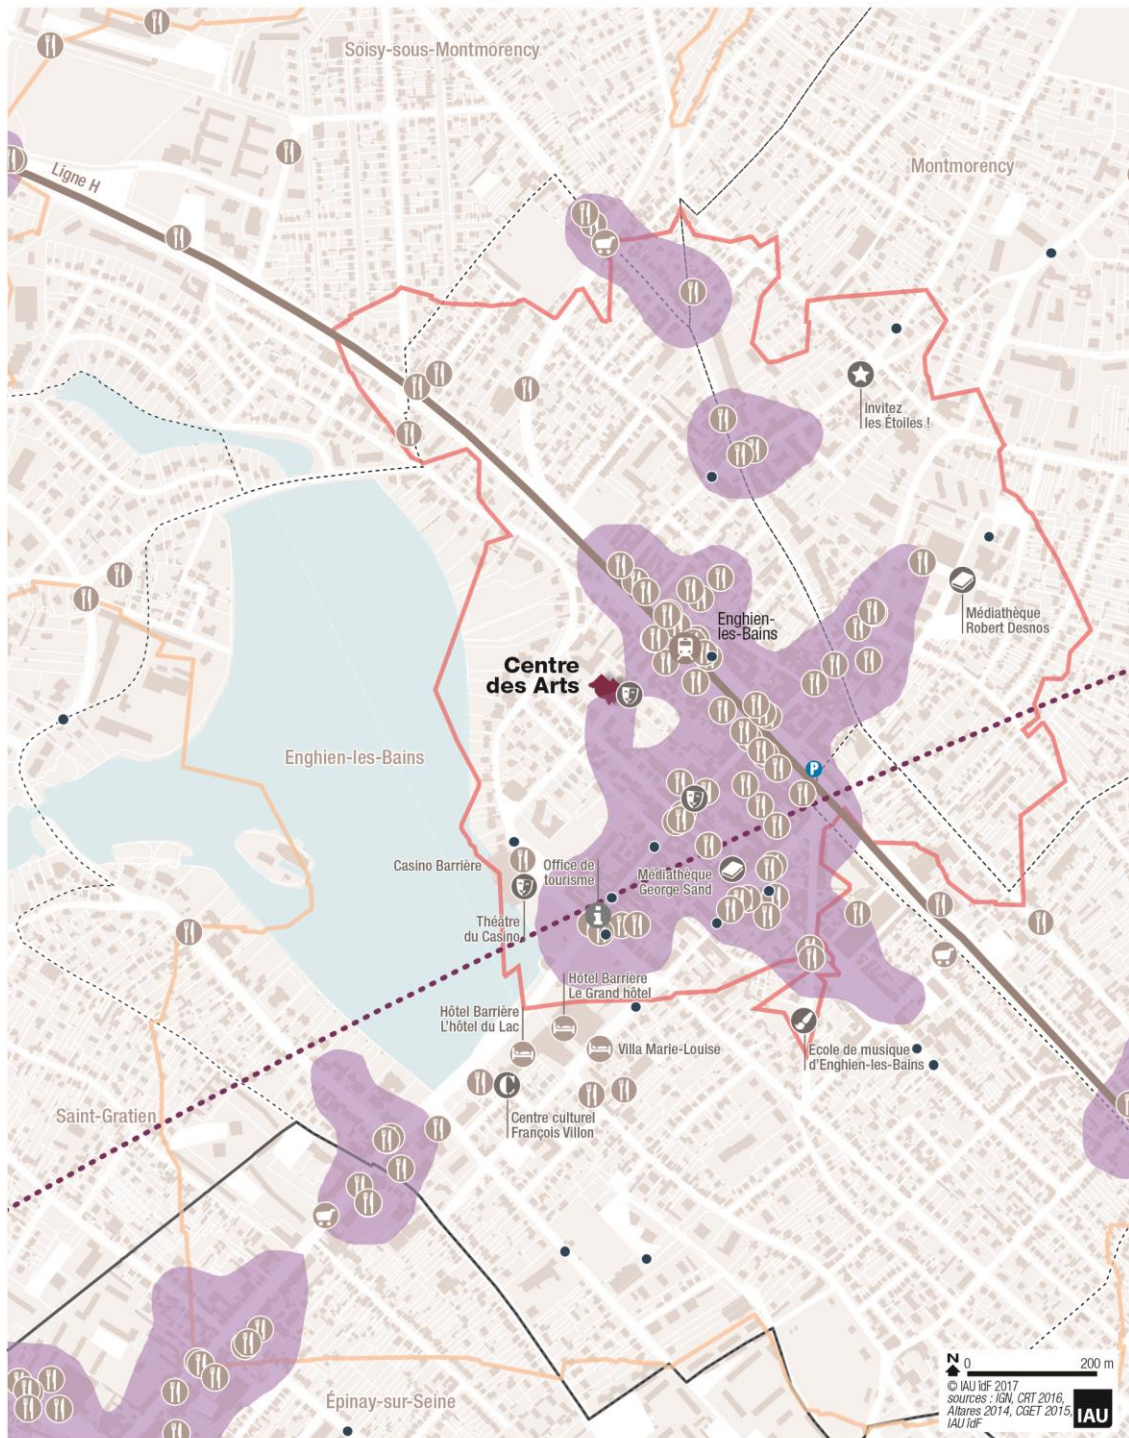 Soisy-sous-Montmorency
Montmorency
Ligne H
Invitez
les Étoiles !
Médiathèque
Robert Desnos
Enghien-
les-Bains
Centre
des Arts
Enghien-les-Bains
P
Casino Barrière
Office de
tourisme
i
Médiathèque
George Sand
Théâtre
du Casino
Hôtel Barrière
Le Grand hôtel
Hôtel Barrière
L'hôtel du Lac
Villa Marie-Louise
Ecole de musique
d'Enghien-les-Bains
C
Centre culturel
François Villon
Saint-Gratien
Épinay-sur-Seine
N 0 200 m
© IAU îdF 2017
sources : IGN, CRT 2016,
Altares 2014, CGET 2015,
IAU îdF
IAU